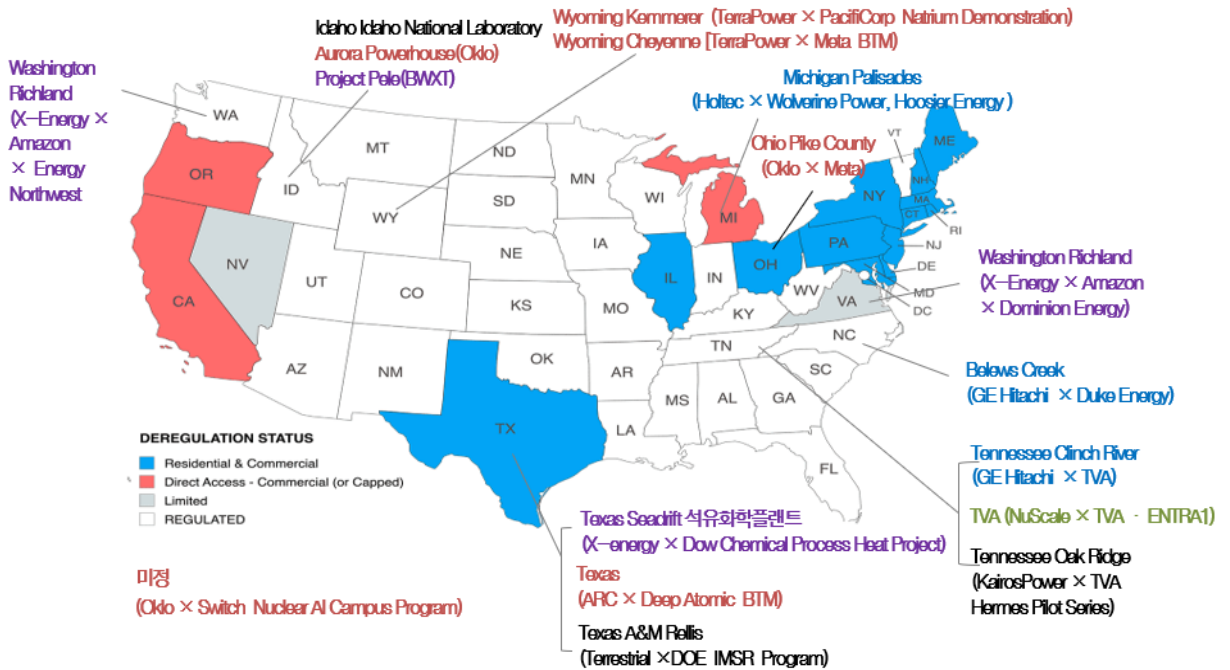 Idaho Idaho National Laboratory
Aurora Powerhouse(Oklo)
Project Pele(BWXT)
Wyoming Kemmerer (TerraPower × PacifiCorp Natrium Demonstration)
Wyoming Cheyenne [TerraPower × Meta BTM)
Washington
Richland
(X-Energy ×
Amazon
× Energy
Northwest
Michigan Palisades
(Holtec × Wolverine Power, Hoosier Energy )
Ohio Pike County
(Oklo × Meta)
WA
MT
ND
MN
VT
ME
OR
ID
WY
SD
WI
MI
NY
NH
MA
CT
RI
NV
UT
CO
NE
IA
IL
IN
OH
PA
NJ
DE
MD
DC
CA
AZ
NM
KS
MO
KY
WV
VA
OK
AR
TN
NC
SC
TX
LA
MS
AL
GA
FL
Washington Richland
(X-Energy × Amazon
× Dominion Energy)
Belews Creek
(GE Hitachi × Duke Energy)
Tennessee Clinch River
(GE Hitachi × TVA)
TVA (NuScale × TVA - ENTRA1)
Tennessee Oak Ridge
(KairosPower × TVA
Hermes Pilot Series)
DEREGULATION STATUS
Residential & Commercial
Direct Access - Commercial (or Capped)
Limited
REGULATED
Texas Seadrift 석유화학플랜트
(X-energy × Dow Chemical Process Heat Project)
Texas
(ARC × Deep Atomic BTM)
Texas A&M Rellis
(Terrestrial ×DOE IMSR Program)
미정
(Oklo × Switch Nuclear AI Campus Program)